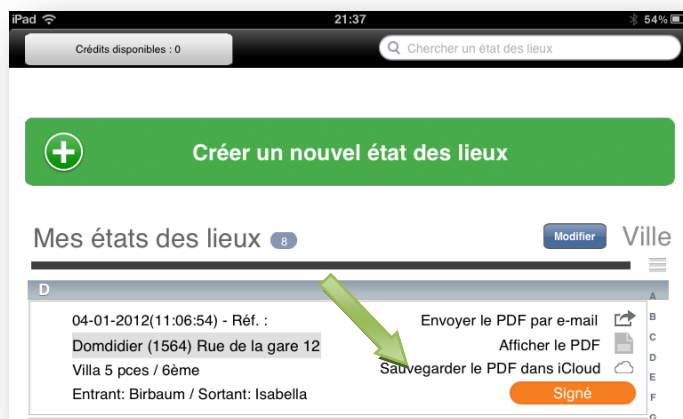 iPad 21:37 54%
Crédits disponibles : 0
Chercher un état des lieux
Créer un nouvel état des lieux
Mes états des lieux 8 Modifier Ville
D
04-01-2012(11:06:54) - Réf. :
Domdidier (1564) Rue de la gare 12
Villa 5 pces / 6ème
Entrant: Birbaum / Sortant: Isabella
Envoyer le PDF par e-mail
Afficher le PDF
Sauvegarder le PDF dans iCloud
Signé
A
B
C
D
E
F
G